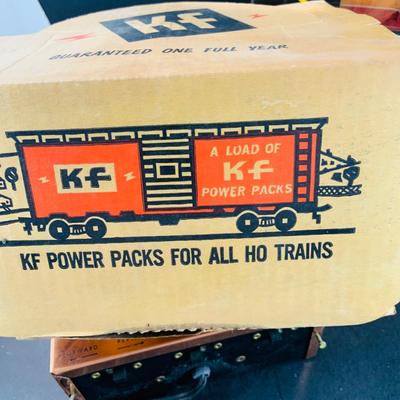 Kf
GUARANTEED ONE FULL YEAR
Kf
A LOAD OF
Kf
POWER PACKS
KF POWER PACKS FOR ALL HO TRAINS